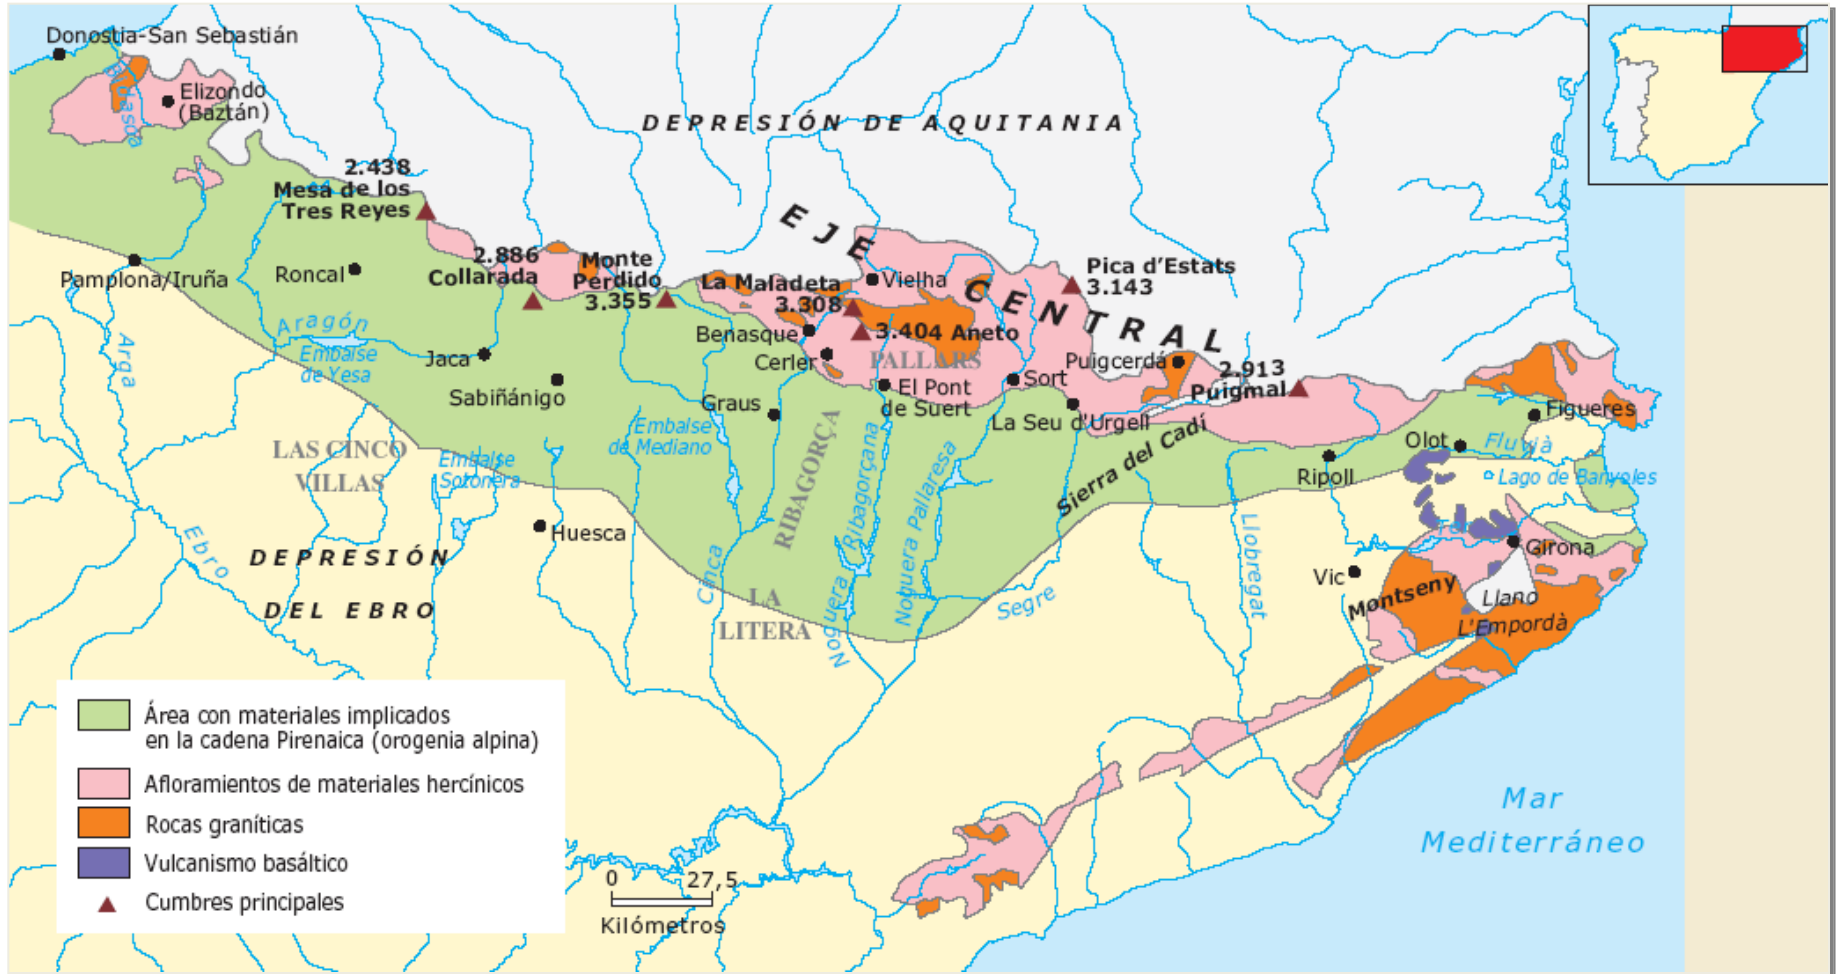 Donostia-San Sebastián
Bidasoa
Elizondo
(Baztán)
DEPRESIÓN DE AQUITANIA
2.438
Mesa de los
Tres Reyes
EJE
CENTRAL
Pamplona/Iruña
Roncal
2.886
Collarada
Monte
Perdido
3.355
La Maladeta
3.308
Vielha
Pica d’Estats
3.143
Benasque
3.404 Aneto
Cerler
PALLARS
Puigcerdá
2.913
Puigmal
Arga
Aragón
Embalse
de Yesa
Jaca
Sabiñánigo
Graus
El Pont
de Suert
Sort
La Seu d'Urgell
Figueres
Embalse
de Mediano
LAS CINCO
VILLAS
Embalse
Sotonera
RIBAGORÇA
Noguera Ribagorçana
Noguera Pallaresa
Sierra del Cadí
Olot
Fluvià
Ripoll
Lago de Banyoles
Ebro
Huesca
DEPRESIÓN
DEL EBRO
Cinca
LA
LITERA
Segre
Llobregat
Ter
Girona
Vic
Montseny
Llano
L'Empordà
Área con materiales implicados
en la cadena Pirenaica (orogenia alpina)
Afloramientos de materiales hercínicos
Rocas graníticas
Vulcanismo basáltico
Cumbres principales
0 27,5
Kilómetros
Mar
Mediterráneo